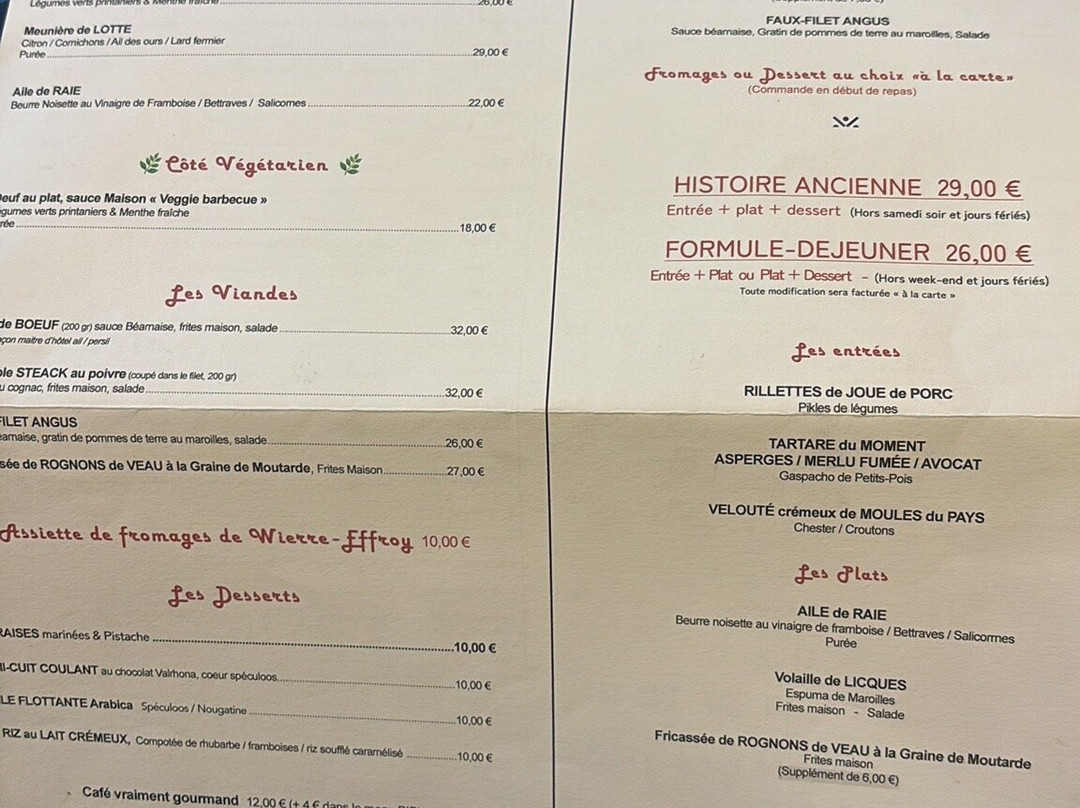 Légumes verts printaniers & Menthe fraîche 26,00 €
Meunière de LOTTE
Citron / Cornichons / Ail des ours / Lard fermier
Purée 29,00 €
Aile de RAIE
Beurre Noisette au Vinaigre de Framboise / Bettraves / Salicornes 22,00 €
Côté Végétarien
Oeuf au plat, sauce Maison « Veggie barbecue »
gumes verts printaniers & Menthe fraîche
rée 18,00 €
Les Viandes
de BOEUF (200 gr) sauce Béarnaise, frites maison, salade 32,00 €
çon maitre d'hôtel ail / persil
ble STEACK au poivre (coupé dans le filet, 200 gr)
u cognac, frites maison, salade 32,00 €
FILET ANGUS
éarnaise, gratin de pommes de terre au maroilles, salade 26,00 €
sée de ROGNONS de VEAU à la Graine de Moutarde, Frites Maison 27,00 €
Assiette de fromages de Wierre-Effroy 10,00 €
Les Desserts
RAISES marinées & Pistache 10,00 €
MI-CUIT COULANT au chocolat Valrhona, coeur spéculoos 10,00 €
LE FLOTTANTE Arabica Spéculoos / Nougatine 10,00 €
RIZ au LAIT CRÉMEUX, Compotée de rhubarbe / framboises / riz soufflé caramélisé 10,00 €
Café vraiment gourmand 12,00 € (+ 4 € dans le
FAUX-FILET ANGUS
Sauce béarnaise, Gratin de pommes de terre au maroilles, Salade
Fromages ou Dessert au choix «à la carte»
(Commande en début de repas)
HISTOIRE ANCIENNE 29,00 €
Entrée + plat + dessert (Hors samedi soir et jours fériés)
FORMULE-DEJEUNER 26,00 €
Entrée + Plat ou Plat + Dessert - (Hors week-end et jours fériés)
Toute modification sera facturée « à la carte »
Les entrées
RILLETTES de JOUE de PORC
Pikles de légumes
TARTARE du MOMENT
ASPERGES / MERLU FUMÉE / AVOCAT
Gaspacho de Petits-Pois
VELOUTÉ crémeux de MOULES du PAYS
Chester / Croutons
Les Plats
AILE de RAIE
Beurre noisette au vinaigre de framboise / Bettraves / Salicornes
Purée
Volaille de LICQUES
Espuma de Maroilles
Frites maison - Salade
Fricassée de ROGNONS de VEAU à la Graine de Moutarde
Frites maison
(Supplément de 6,00 €)